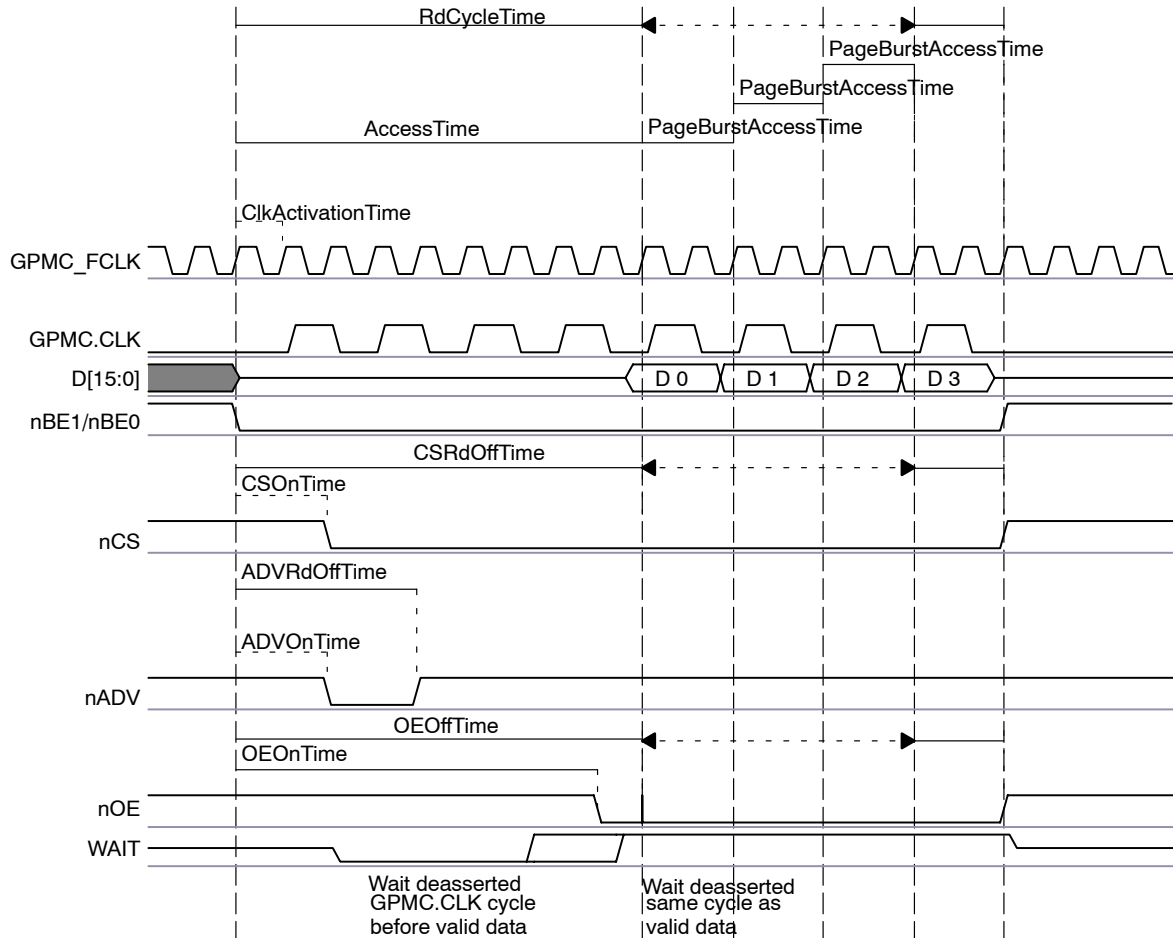 RdCycleTime
PageBurstAccessTime
PageBurstAccessTime
AccessTime
PageBurstAccessTime
ClkActivationTime
GPMC_FCLK
GPMC.CLK
D[15:0]
D 0
D 1
D 2
D 3
nBE1/nBE0
CSRdOffTime
CSOnTime
nCS
ADVRdOffTime
ADVOnTime
nADV
OEOffTime
OEOnTime
nOE
WAIT
Wait deasserted
GPMC.CLK cycle
before valid data
Wait deasserted
same cycle as
valid data